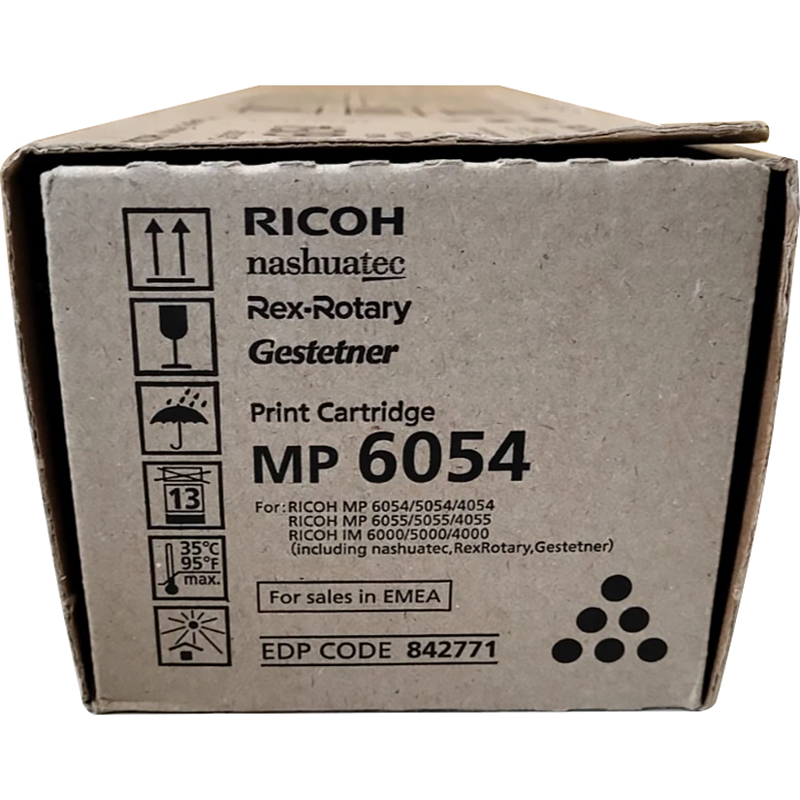 RICOH
nashuatec
Rex-Rotary
Gestetner
Print Cartridge
MP 6054
For:RICOH MP 6054/5054/4054
RICOH MP 6055/5055/4055
RICOH IM 6000/5000/4000
(including nashuatec,RexRotary,Gestetner)
13
35°C
95°F
max.
For sales in EMEA
EDP CODE 842771